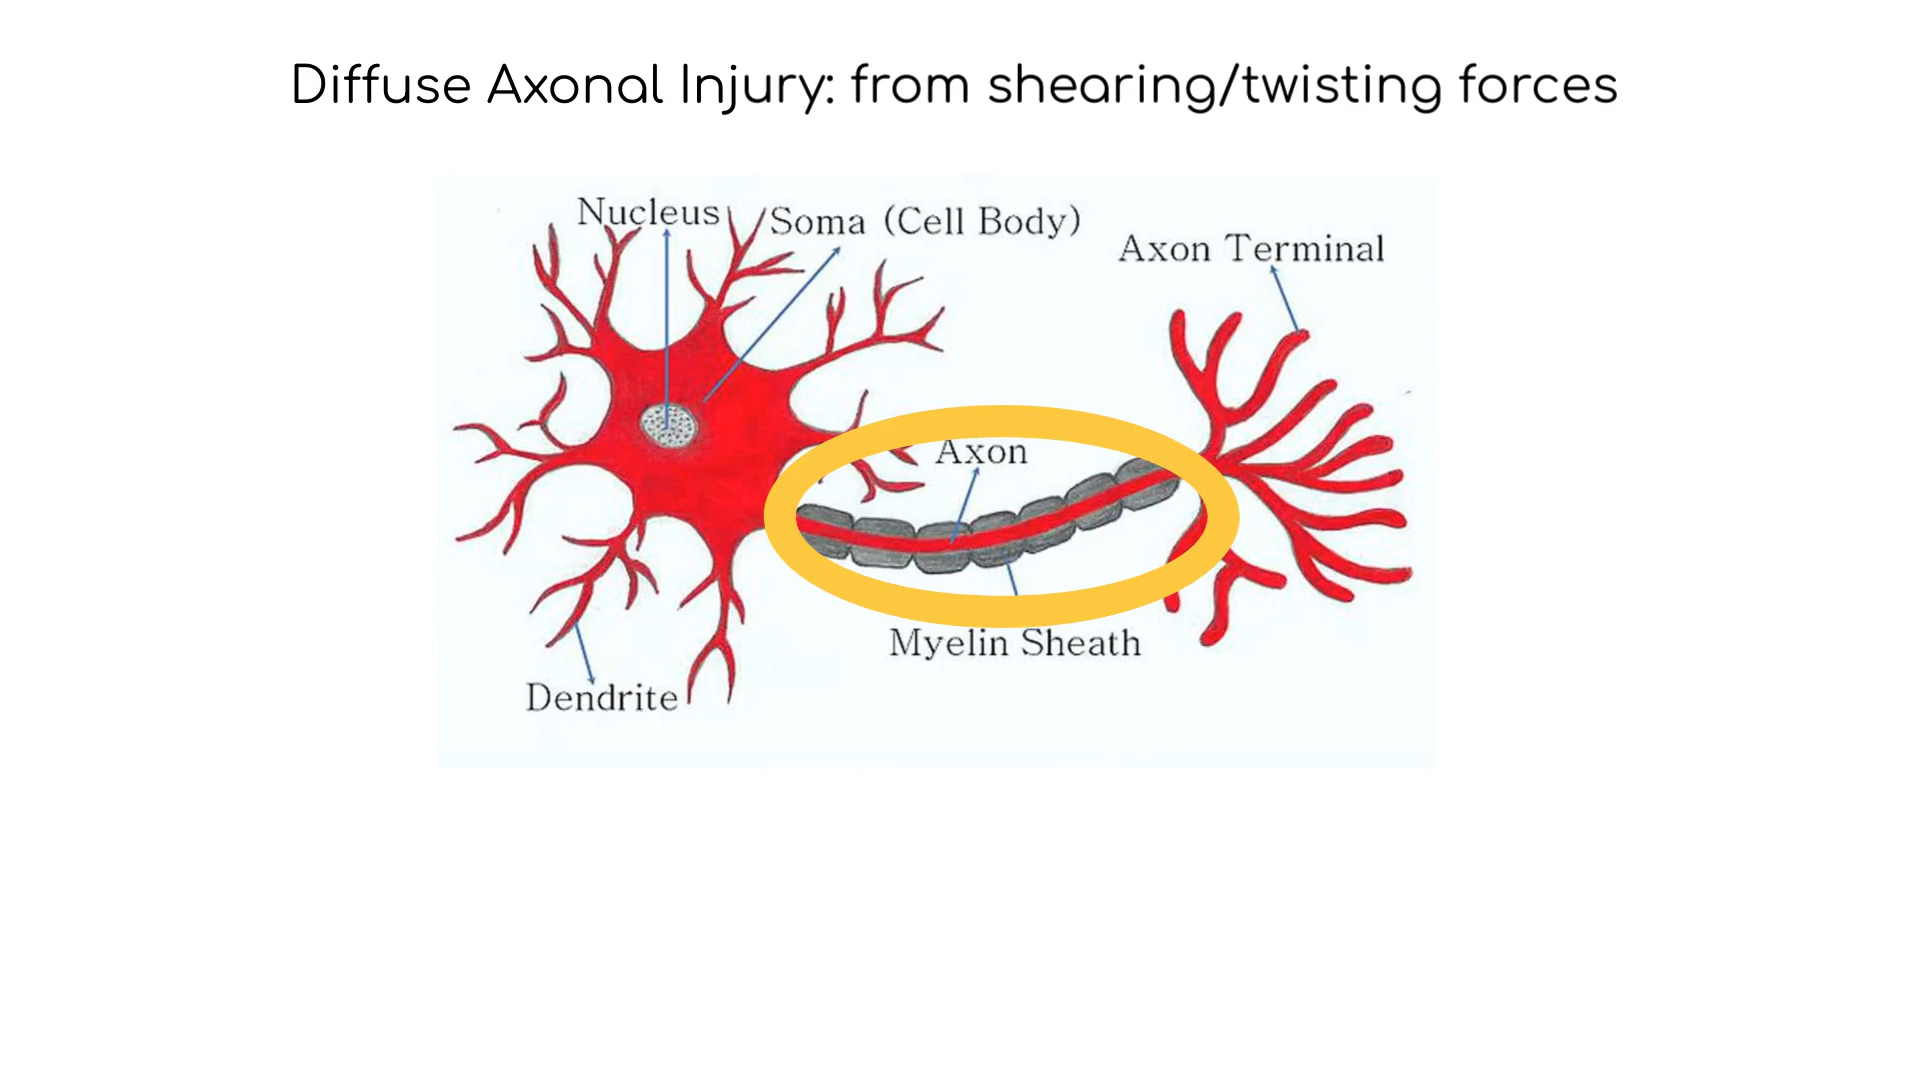 Diffuse Axonal Injury: from shearing/twisting forces
Nucleus
Soma (Cell Body)
Axon Terminal
Axon
Myelin Sheath
Dendrite